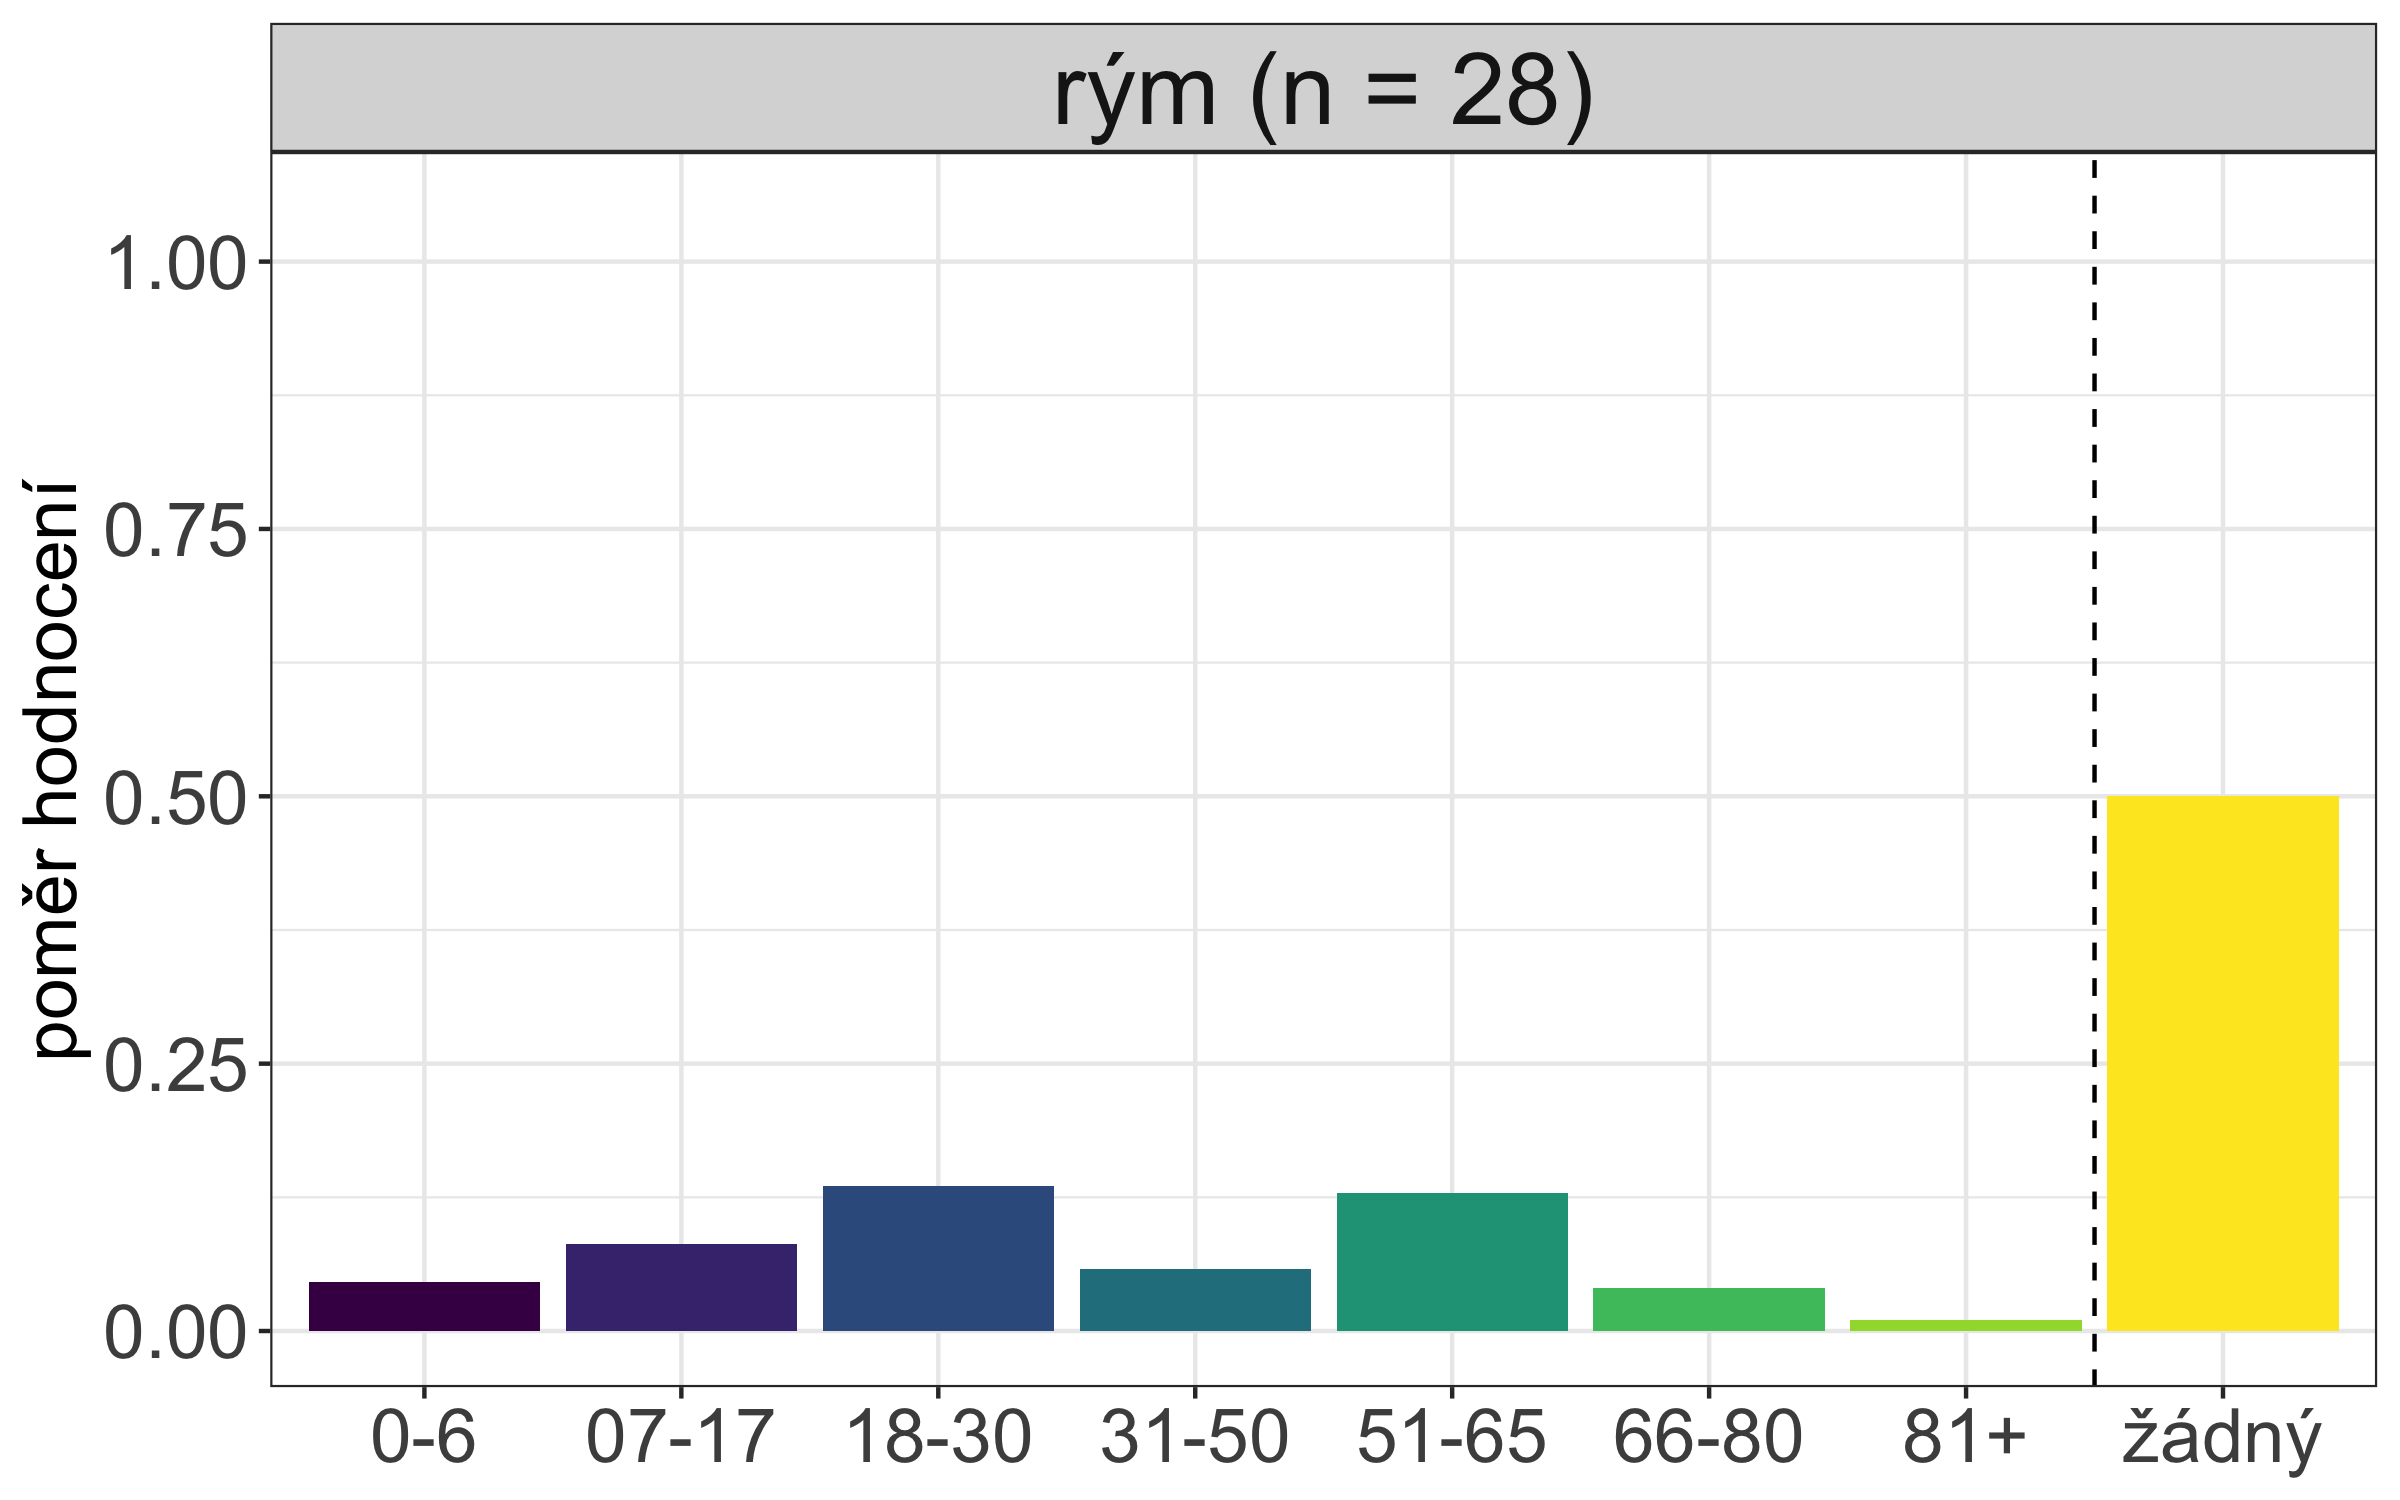 rým (n = 28)
poměr hodnocení
1.00
0.75
0.50
0.25
0.00
0-6 07-17 18-30 31-50 51-65 66-80 81+ žádný